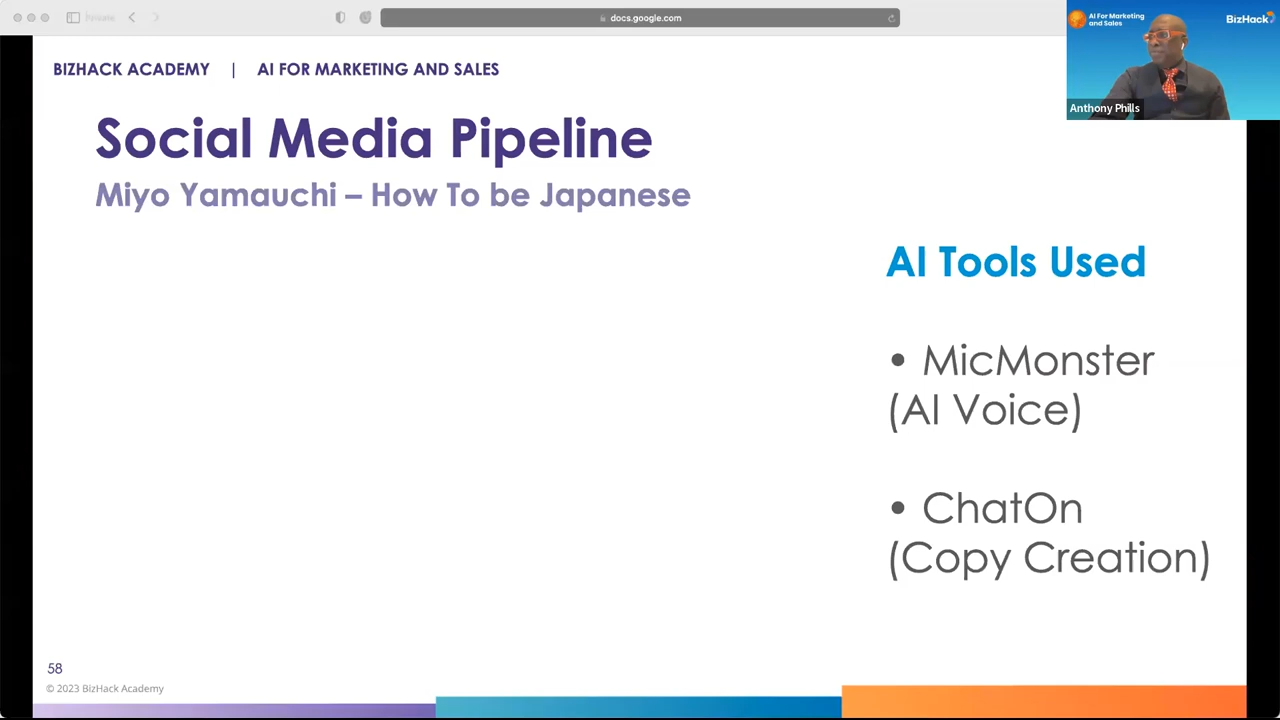 Private
docs.google.com
AI For Marketing
and Sales
BizHack
Anthony Phills
BIZHACK ACADEMY | AI FOR MARKETING AND SALES
Social Media Pipeline
Miyo Yamauchi – How To be Japanese
AI Tools Used
• MicMonster
(AI Voice)
• ChatOn
(Copy Creation)
58
© 2023 BizHack Academy